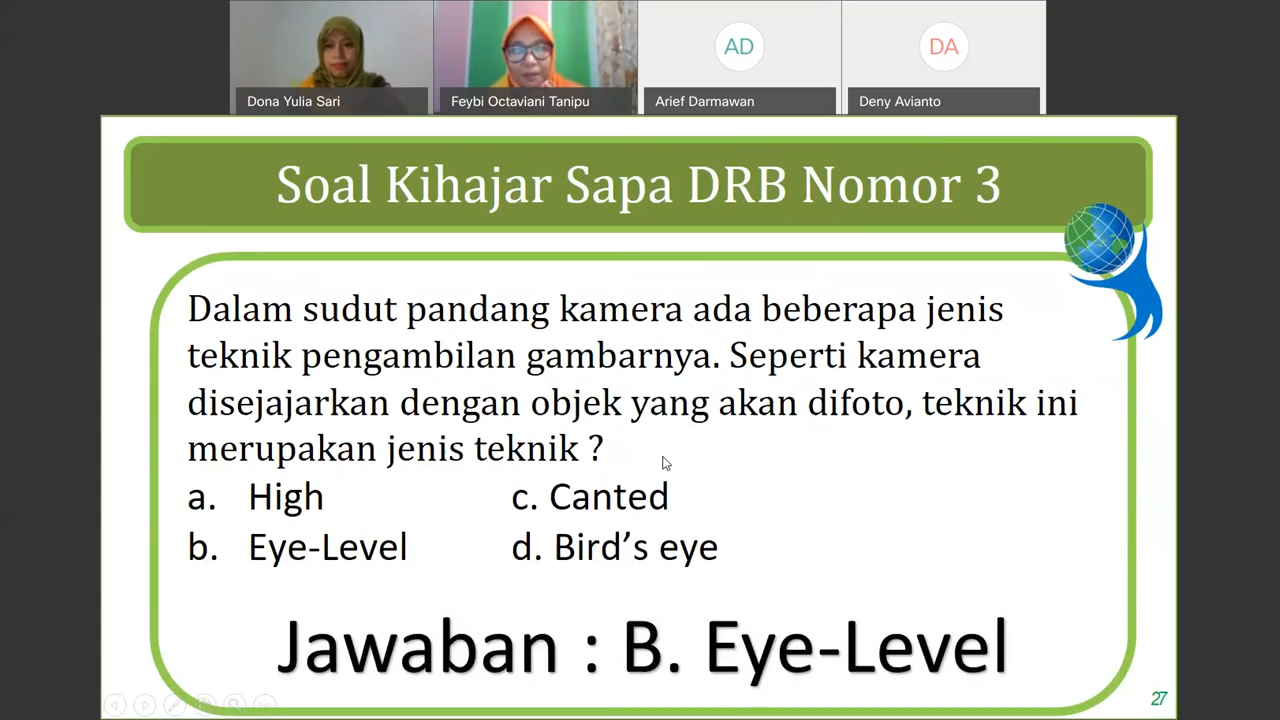 AD
DA
Dona Yulia Sari
Feybi Octaviani Tanipu
Arief Darmawan
Deny Avianto
Soal Kihajar Sapa DRB Nomor 3
Dalam sudut pandang kamera ada beberapa jenis
teknik pengambilan gambarnya. Seperti kamera
disejajarkan dengan objek yang akan difoto, teknik ini
merupakan jenis teknik ?
a. High c. Canted
b. Eye-Level d. Bird’s eye
Jawaban : B. Eye-Level
27